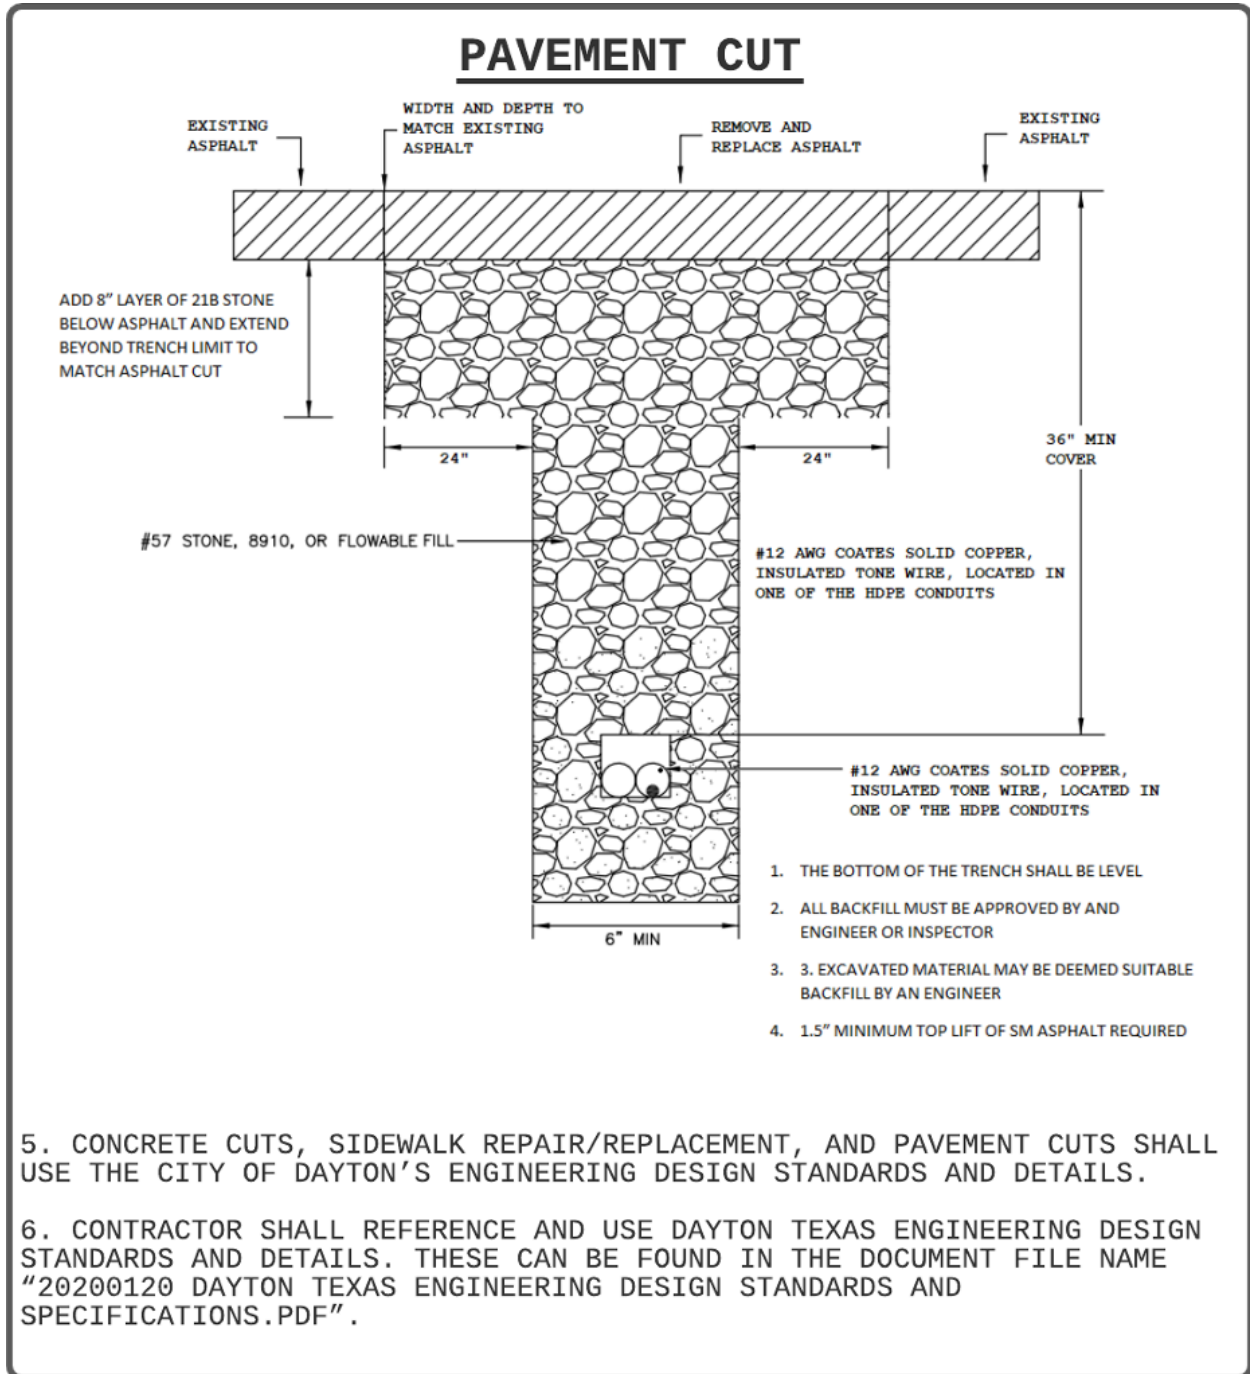 PAVEMENT CUT
EXISTING
ASPHALT
WIDTH AND DEPTH TO
MATCH EXISTING
ASPHALT
REMOVE AND
REPLACE ASPHALT
EXISTING
ASPHALT
ADD 8” LAYER OF 21B STONE
BELOW ASPHALT AND EXTEND
BEYOND TRENCH LIMIT TO
MATCH ASPHALT CUT
24"
24"
36" MIN
COVER
#57 STONE, 8910, OR FLOWABLE FILL
#12 AWG COATES SOLID COPPER,
INSULATED TONE WIRE, LOCATED IN
ONE OF THE HDPE CONDUITS
#12 AWG COATES SOLID COPPER,
INSULATED TONE WIRE, LOCATED IN
ONE OF THE HDPE CONDUITS
6” MIN
1. THE BOTTOM OF THE TRENCH SHALL BE LEVEL
2. ALL BACKFILL MUST BE APPROVED BY AND
ENGINEER OR INSPECTOR
3. 3. EXCAVATED MATERIAL MAY BE DEEMED SUITABLE
BACKFILL BY AN ENGINEER
4. 1.5” MINIMUM TOP LIFT OF SM ASPHALT REQUIRED
5. CONCRETE CUTS, SIDEWALK REPAIR/REPLACEMENT, AND PAVEMENT CUTS SHALL
USE THE CITY OF DAYTON’S ENGINEERING DESIGN STANDARDS AND DETAILS.
6. CONTRACTOR SHALL REFERENCE AND USE DAYTON TEXAS ENGINEERING DESIGN
STANDARDS AND DETAILS. THESE CAN BE FOUND IN THE DOCUMENT FILE NAME
“20200120 DAYTON TEXAS ENGINEERING DESIGN STANDARDS AND
SPECIFICATIONS.PDF”.